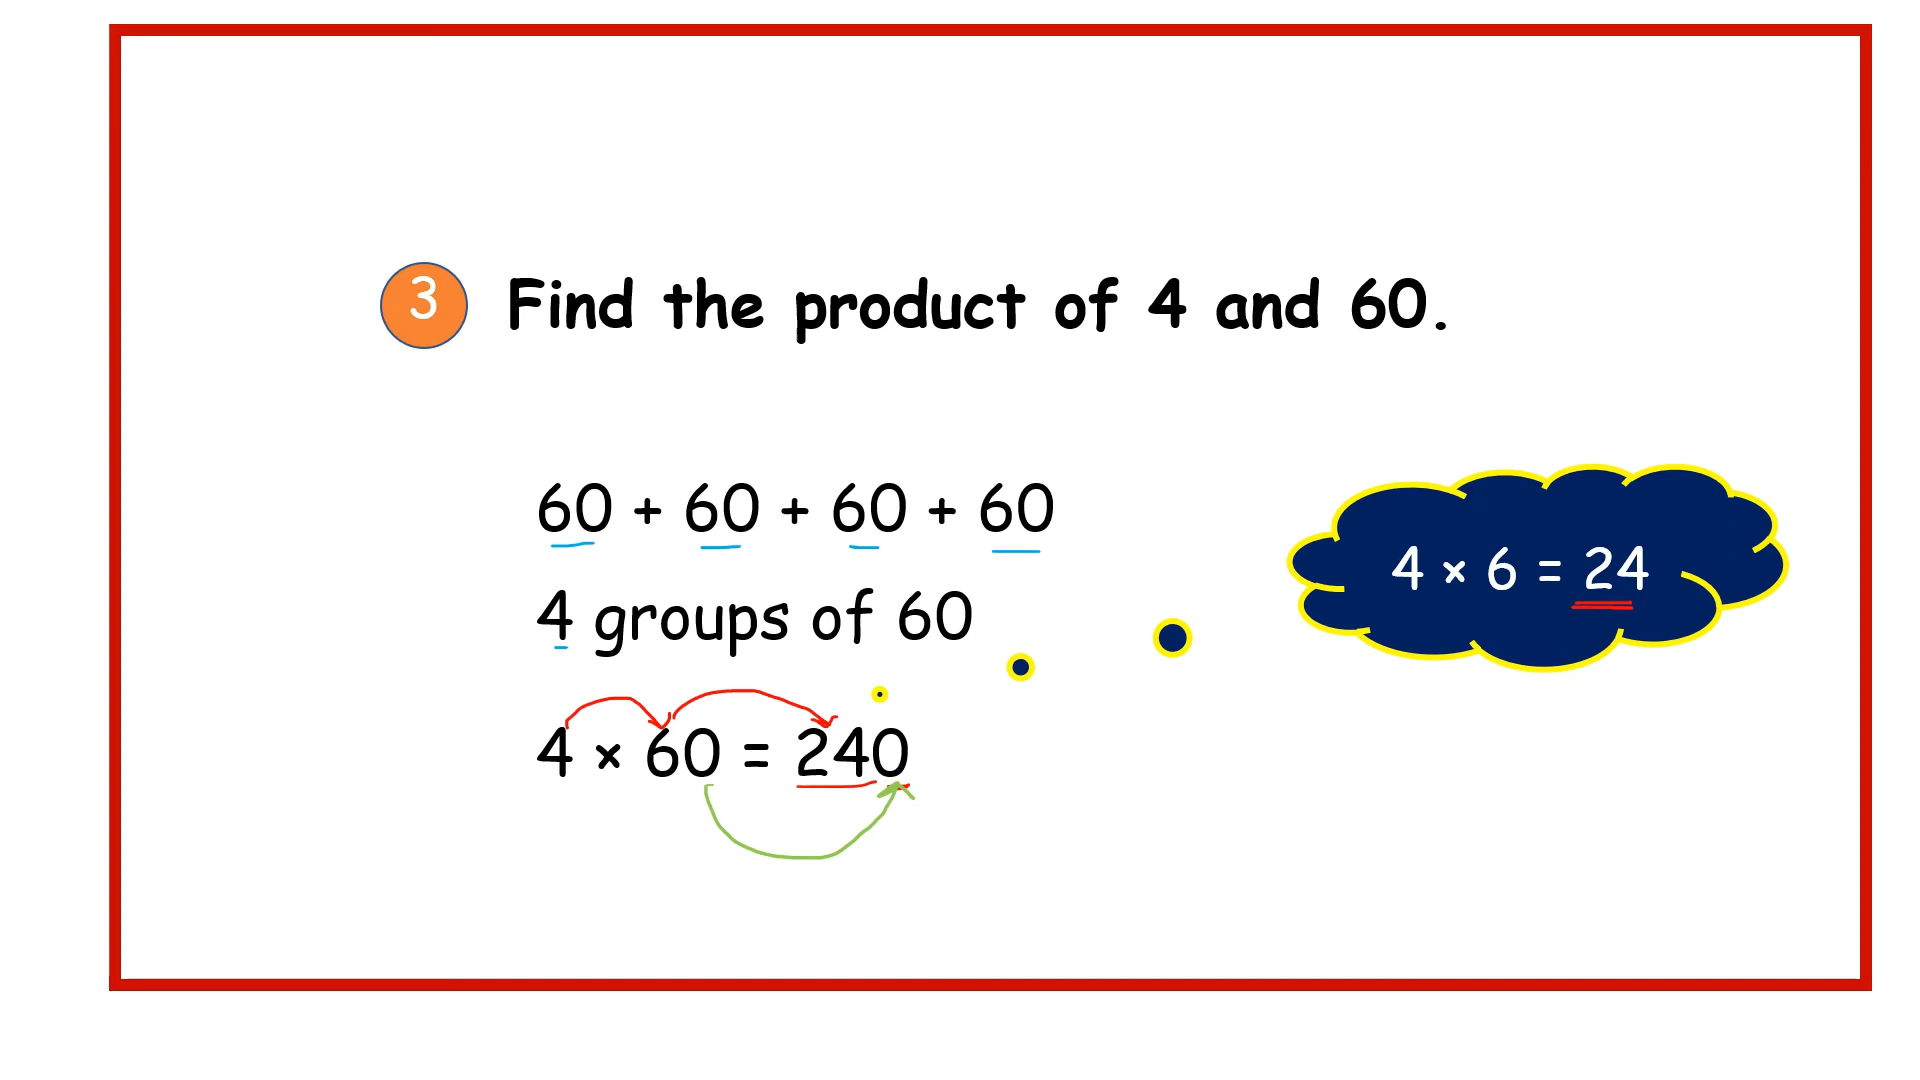 3 Find the product of 4 and 60.
60 + 60 + 60 + 60
4 × 6 = 24
4 groups of 60
4 × 60 = 240